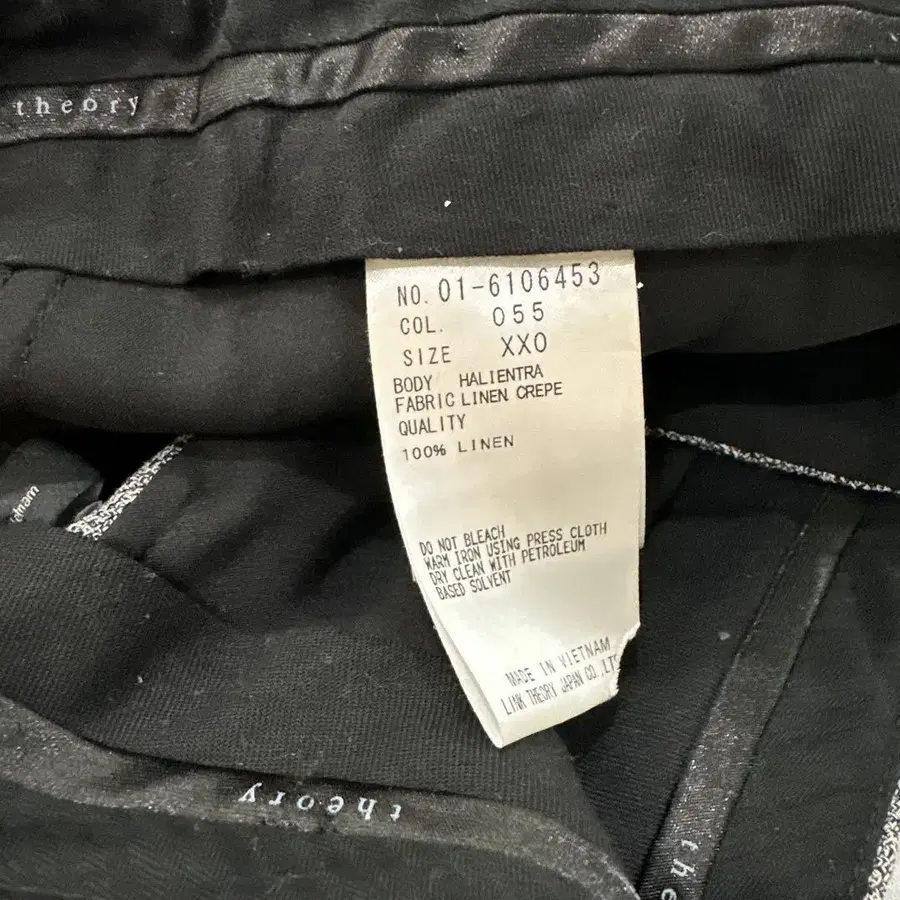 theory
NO. 01-6106453
COL. 055
SIZE XXO
BODY HALIENTRA
FABRIC LINEN CREPE
QUALITY
100% LINEN
DO NOT BLEACH
WARM IRON USING PRESS CLOTH
DRY CLEAN WITH PETROLEUM
BASED SOLVENT
MADE IN VIETNAM
LINK THEORY JAPAN CO.,LT
theory
the